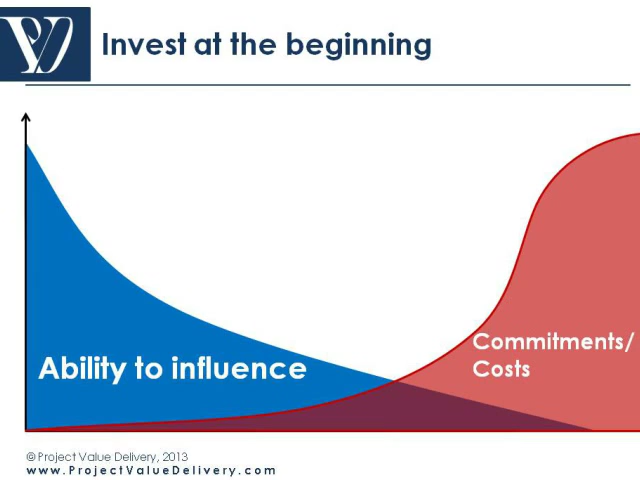 Invest at the beginning
Ability to influence
Commitments/
Costs
© Project Value Delivery, 2013
www.ProjectValueDelivery.com